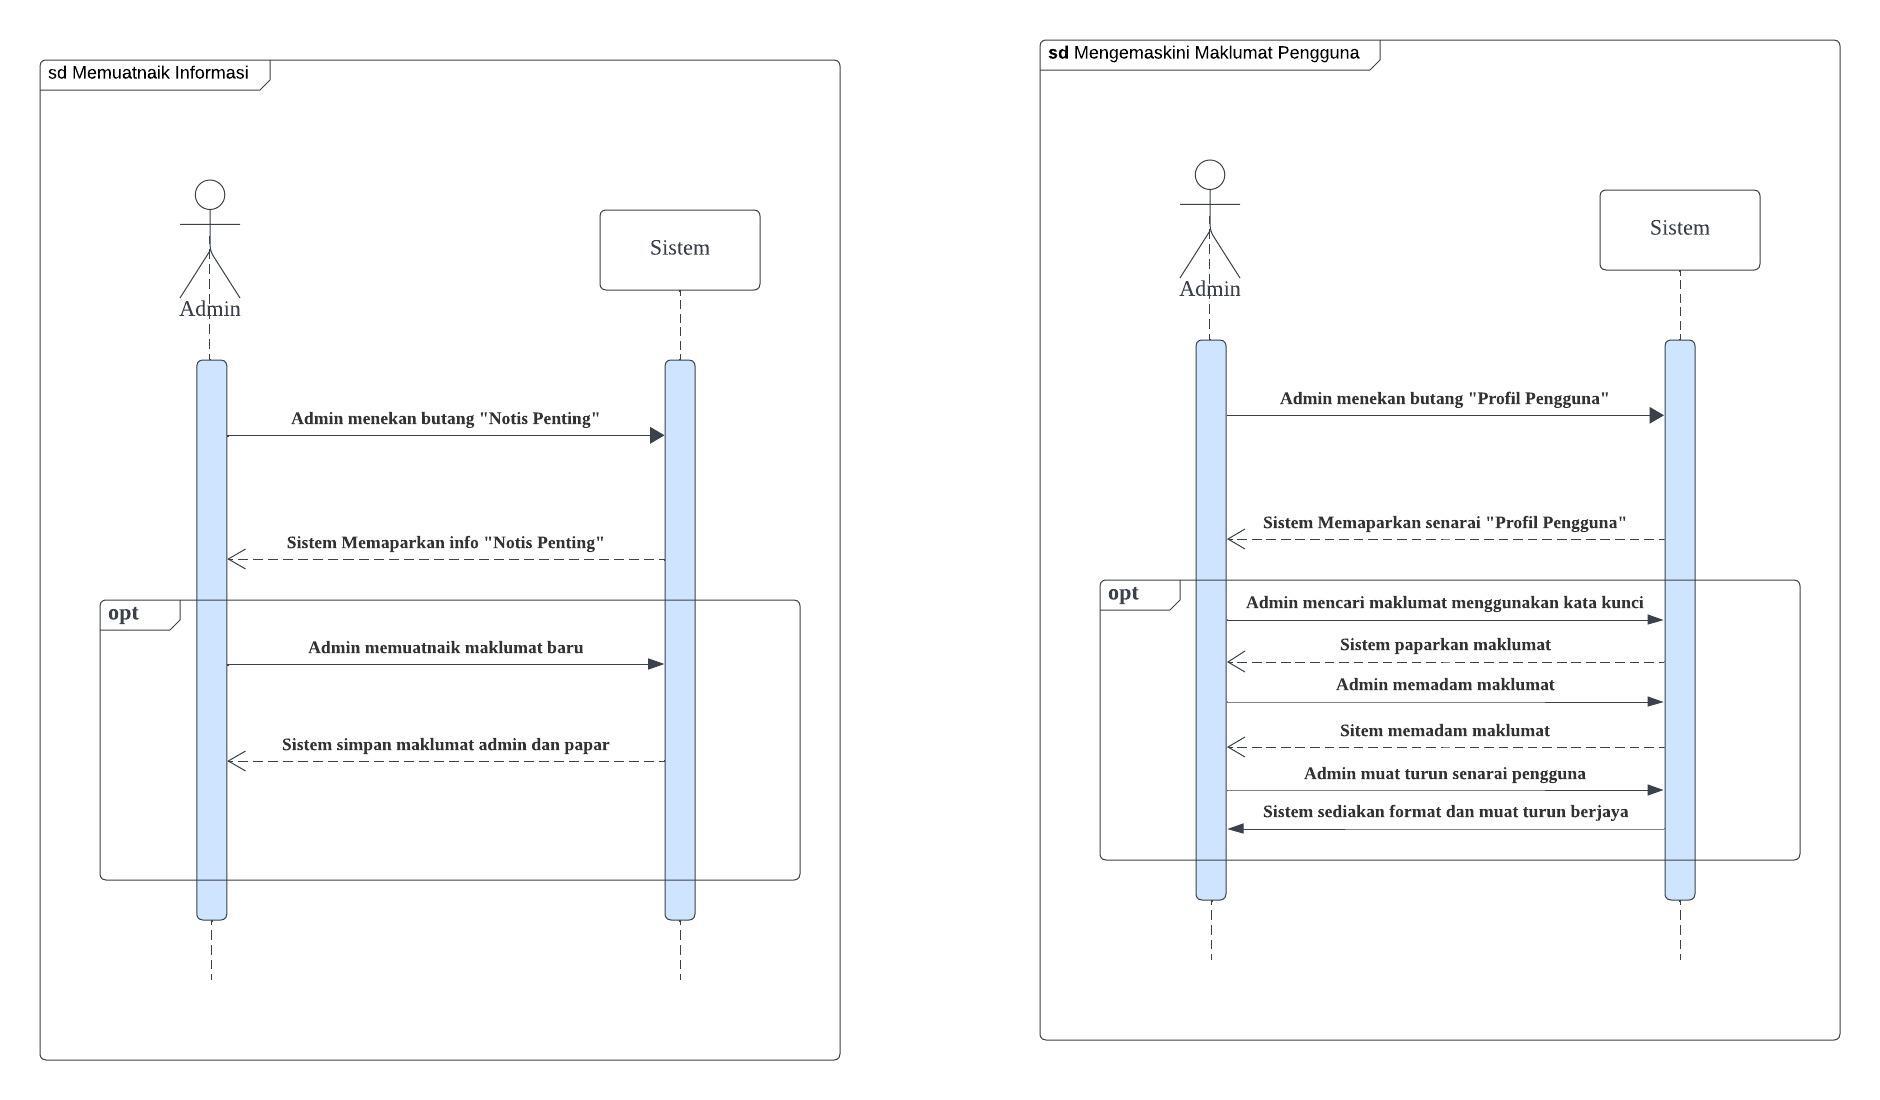 sd Memuatnaik Informasi
Admin
Sistem
Admin menekan butang "Notis Penting"
Sistem Memaparkan info "Notis Penting"
opt
Admin memuatnaik maklumat baru
Sistem simpan maklumat admin dan papar
sd Mengemaskini Maklumat Pengguna
Admin
Sistem
Admin menekan butang "Profil Pengguna"
Sistem Memaparkan senarai "Profil Pengguna"
opt
Admin mencari maklumat menggunakan kata kunci
Sistem paparkan maklumat
Admin memadam maklumat
Sitem memadam maklumat
Admin muat turun senarai pengguna
Sistem sediakan format dan muat turun berjaya